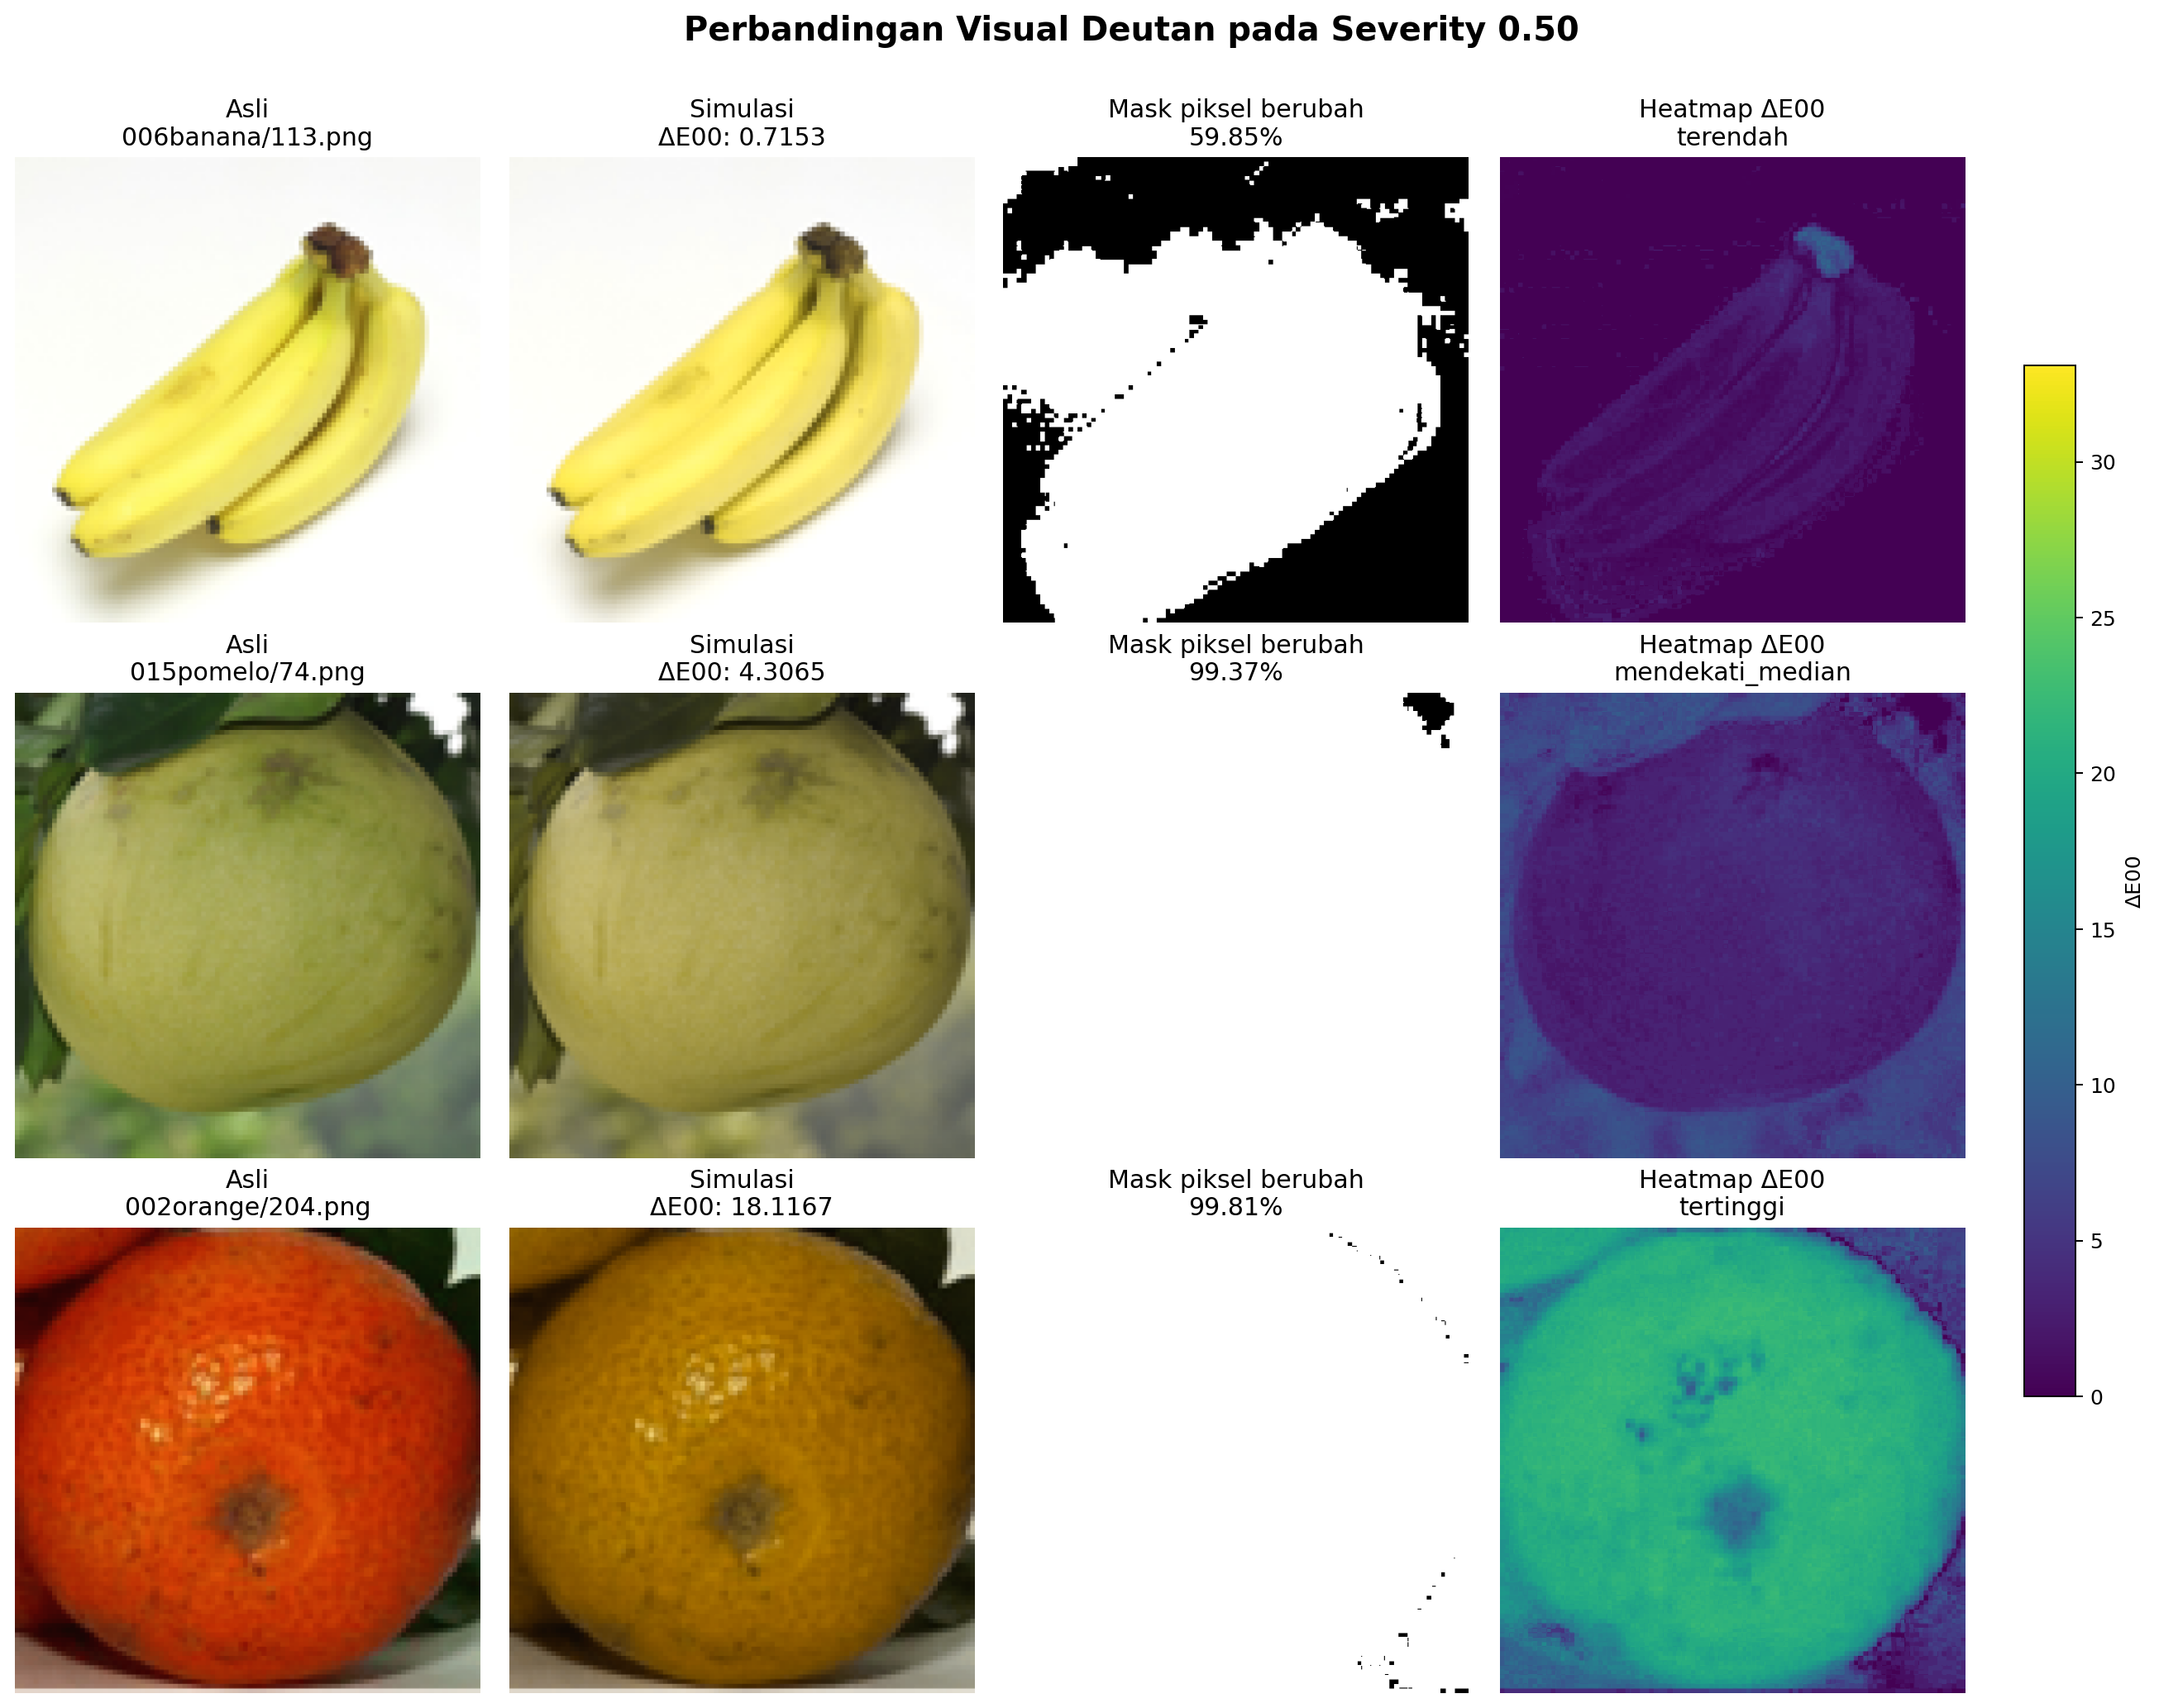 Perbandingan Visual Deutan pada Severity 0.50
Asli
006banana/113.png
Simulasi
ΔE00: 0.7153
Mask piksel berubah
59.85%
Heatmap ΔE00
terendah
Asli
015pomelo/74.png
Simulasi
ΔE00: 4.3065
Mask piksel berubah
99.37%
Heatmap ΔE00
mendekati_median
Asli
002orange/204.png
Simulasi
ΔE00: 18.1167
Mask piksel berubah
99.81%
Heatmap ΔE00
tertinggi
30
25
20
15
10
5
0
ΔE00